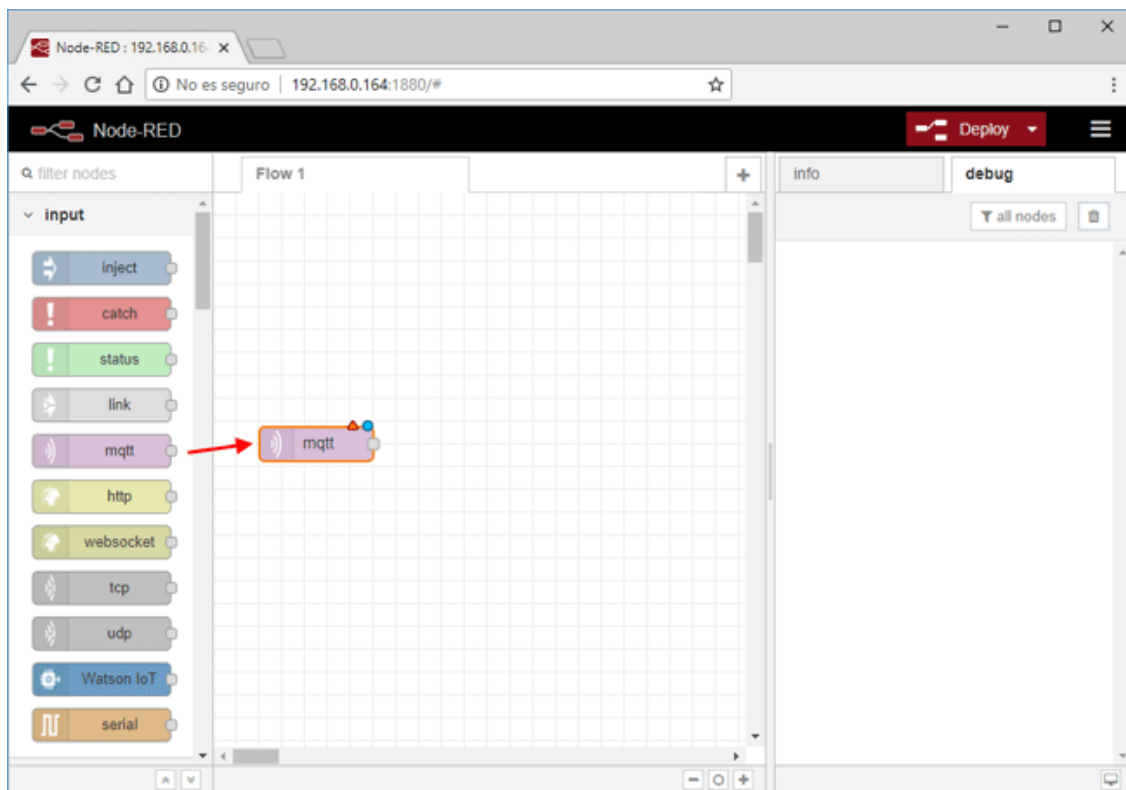 Node-RED : 192.168.0.16
No es seguro | 192.168.0.164:1880/#
Node-RED
Deploy
filter nodes
Flow 1
info
debug
input
all nodes
inject
catch
status
link
mqtt
mqtt
http
websocket
tcp
udp
Watson IoT
serial